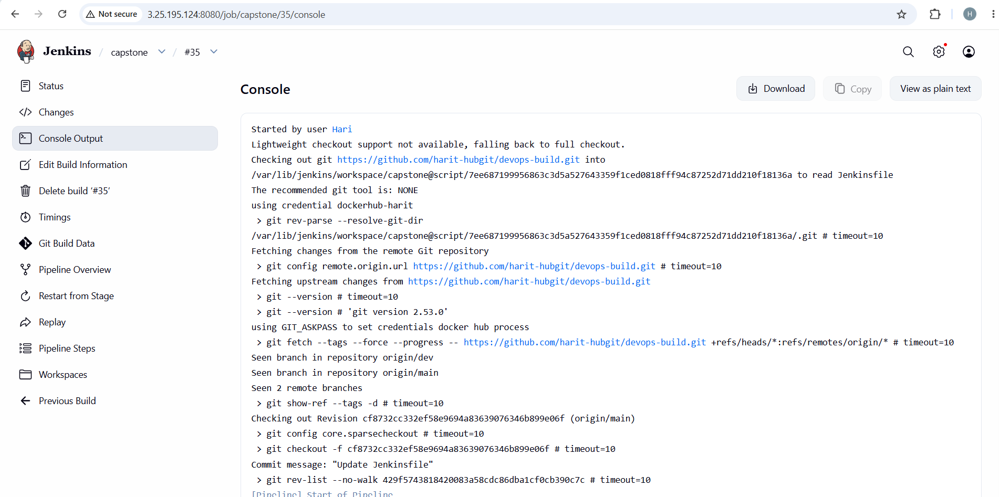 Not secure 3.25.195.124:8080/job/capstone/35/console H
Jenkins / capstone / #35
Status
Changes
Console Output
Edit Build Information
Delete build ‘#35’
Timings
Git Build Data
Pipeline Overview
Restart from Stage
Replay
Pipeline Steps
Workspaces
Previous Build
Console
Download
Copy
View as plain text
Started by user Hari
Lightweight checkout support not available, falling back to full checkout.
Checking out git https://github.com/harit-hubgit/devops-build.git into
/var/lib/jenkins/workspace/capstone@script/7ee687199956863c3d5a527643359f1ced0818fff94c87252d71dd210f18136a to read Jenkinsfile
The recommended git tool is: NONE
using credential dockerhub-harit
> git rev-parse --resolve-git-dir
/var/lib/jenkins/workspace/capstone@script/7ee687199956863c3d5a527643359f1ced0818fff94c87252d71dd210f18136a/.git # timeout=10
Fetching changes from the remote Git repository
> git config remote.origin.url https://github.com/harit-hubgit/devops-build.git # timeout=10
Fetching upstream changes from https://github.com/harit-hubgit/devops-build.git
> git --version # timeout=10
> git --version # 'git version 2.53.0'
using GIT_ASKPASS to set credentials docker hub process
> git fetch --tags --force --progress -- https://github.com/harit-hubgit/devops-build.git +refs/heads/*:refs/remotes/origin/* # timeout=10
Seen branch in repository origin/dev
Seen branch in repository origin/main
Seen 2 remote branches
> git show-ref --tags -d # timeout=10
Checking out Revision cf8732cc332ef58e9694a83639076346b899e06f (origin/main)
> git config core.sparsecheckout # timeout=10
> git checkout -f cf8732cc332ef58e9694a83639076346b899e06f # timeout=10
Commit message: "Update Jenkinsfile"
> git rev-list --no-walk 429f5743818420083a58cdc86dba1cf0cb390c7c # timeout=10
[Pipeline] Start of Pipeline